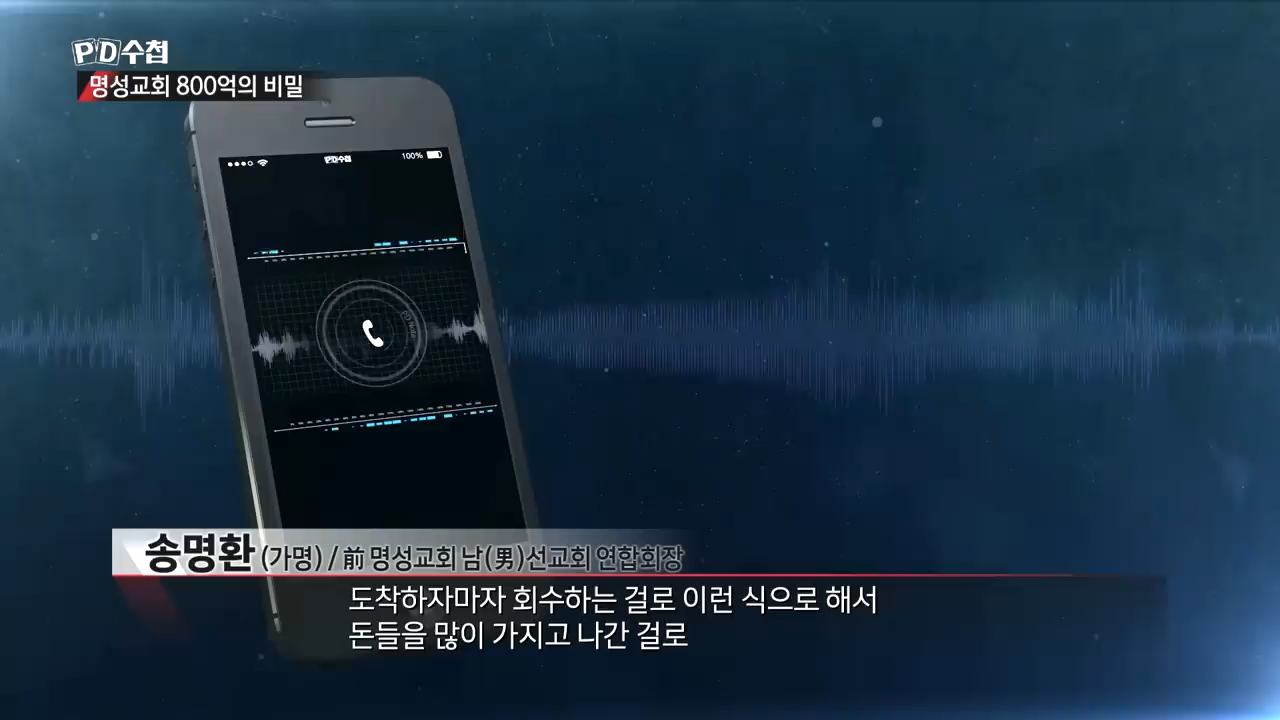 PD수첩
명성교회 800억의 비밀
PD수첩
100%
송명환 (가명) / 前 명성교회 남(男)선교회 연합회장
도착하자마자 회수하는 걸로 이런 식으로 해서
돈들을 많이 가지고 나간 걸로